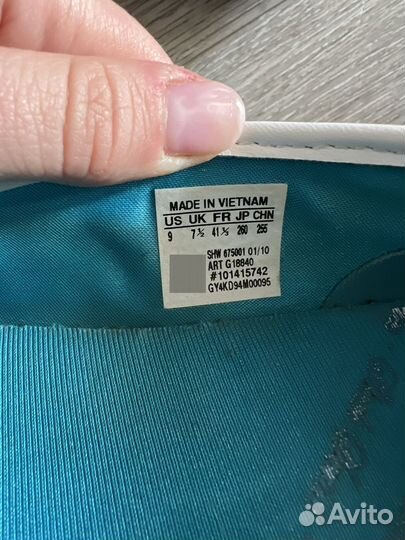 MADE IN VIETNAM
US UK FR JP CHN
9 7½ 41⅓ 260 255
SHW 675001 01/10
ART G18840
#101415742
GY4KD94M00095
Avito